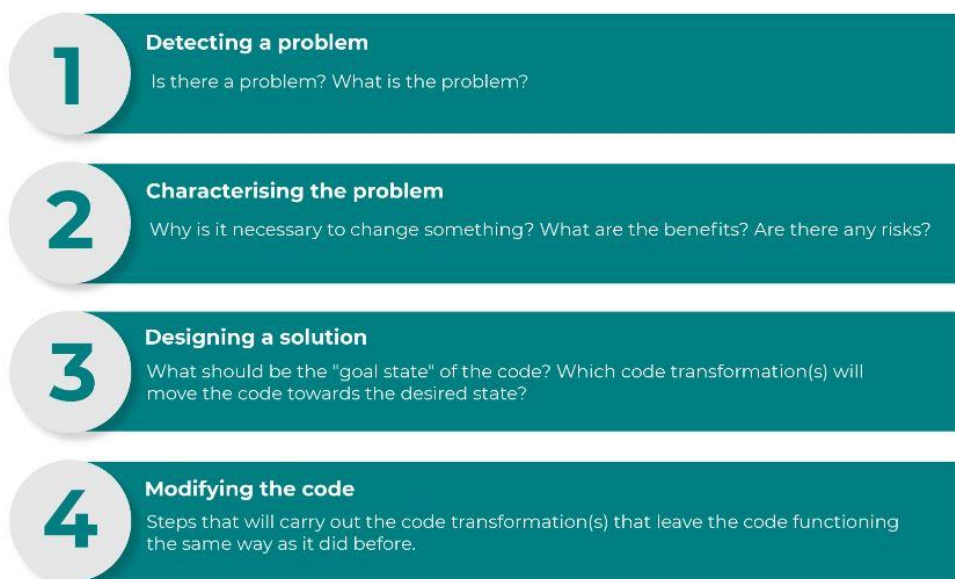 1
Detecting a problem
Is there a problem? What is the problem?
2
Characterising the problem
Why is it necessary to change something? What are the benefits? Are there any risks?
3
Designing a solution
What should be the "goal state" of the code? Which code transformation(s) will
move the code towards the desired state?
4
Modifying the code
Steps that will carry out the code transformation(s) that leave the code functioning
the same way as it did before.